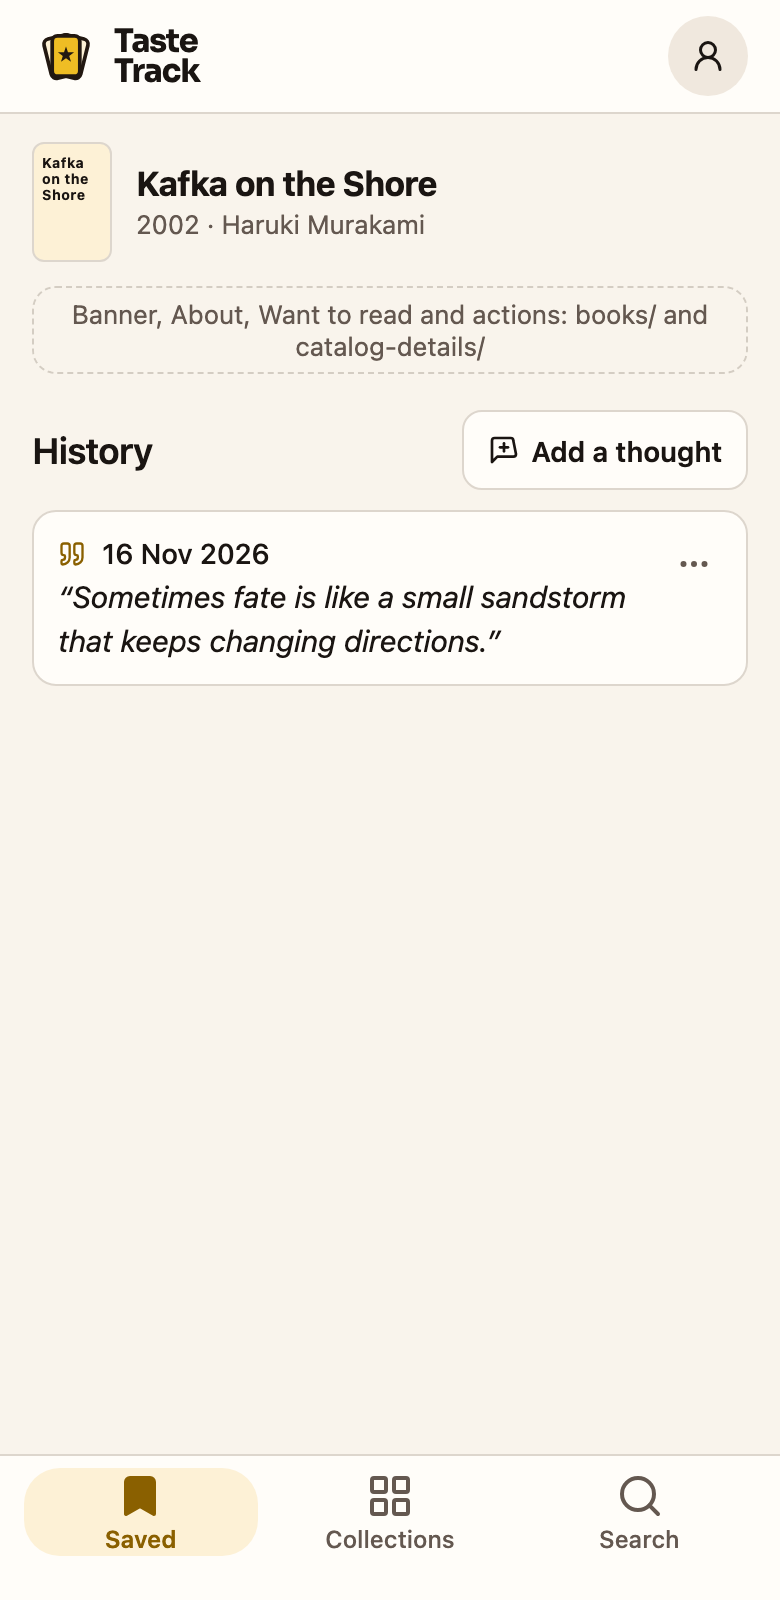 Taste
Track
Kafka
on the
Shore
Kafka on the Shore
2002 · Haruki Murakami
Banner, About, Want to read and actions: books/ and
catalog-details/
History
Add a thought
16 Nov 2026
“Sometimes fate is like a small sandstorm
that keeps changing directions.”
Saved
Collections
Search